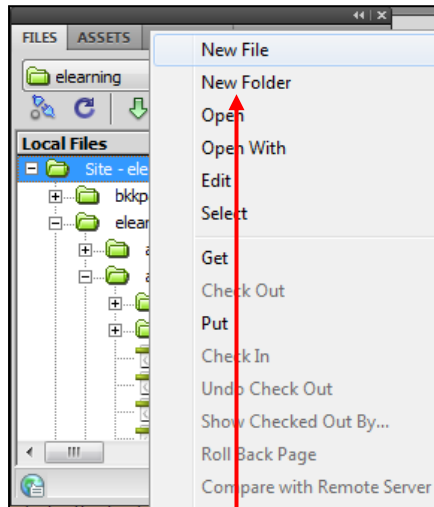 FILES ASSETS
elearning
Local Files
Site - ele
bkkp
elear
New File
New Folder
Open
Open With
Edit
Select
Get
Check Out
Put
Check In
Undo Check Out
Show Checked Out By...
Roll Back Page
Compare with Remote Server